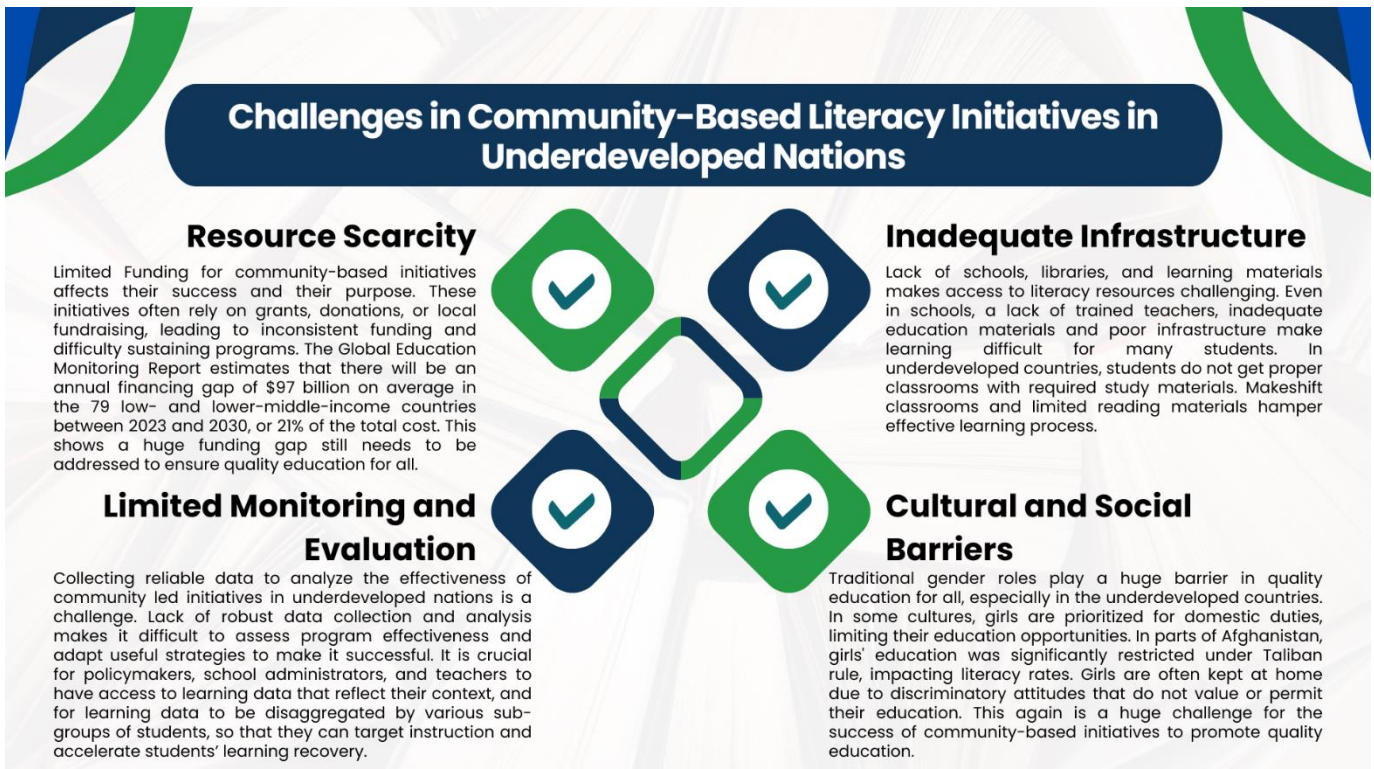 Challenges in Community-Based Literacy Initiatives in
Underdeveloped Nations
Resource Scarcity
Limited Funding for community-based initiatives
affects their success and their purpose. These
initiatives often rely on grants, donations, or local
fundraising, leading to inconsistent funding and
difficulty sustaining programs. The Global Education
Monitoring Report estimates that there will be an
annual financing gap of $97 billion on average in
the 79 low- and lower-middle-income countries
between 2023 and 2030, or 21% of the total cost. This
shows a huge funding gap still needs to be
addressed to ensure quality education for all.
Inadequate Infrastructure
Lack of schools, libraries, and learning materials
makes access to literacy resources challenging. Even
in schools, a lack of trained teachers, inadequate
education materials and poor infrastructure make
learning difficult for many students. In
underdeveloped countries, students do not get proper
classrooms with required study materials. Makeshift
classrooms and limited reading materials hamper
effective learning process.
Limited Monitoring and
Evaluation
Collecting reliable data to analyze the effectiveness of
community led initiatives in underdeveloped nations is a
challenge. Lack of robust data collection and analysis
makes it difficult to assess program effectiveness and
adapt useful strategies to make it successful. It is crucial
for policymakers, school administrators, and teachers to
have access to learning data that reflect their context, and
for learning data to be disaggregated by various sub-
groups of students, so that they can target instruction and
accelerate students’ learning recovery.
Cultural and Social
Barriers
Traditional gender roles play a huge barrier in quality
education for all, especially in the underdeveloped countries.
In some cultures, girls are prioritized for domestic duties,
limiting their education opportunities. In parts of Afghanistan,
girls' education was significantly restricted under Taliban
rule, impacting literacy rates. Girls are often kept at home
due to discriminatory attitudes that do not value or permit
their education. This again is a huge challenge for the
success of community-based initiatives to promote quality
education.